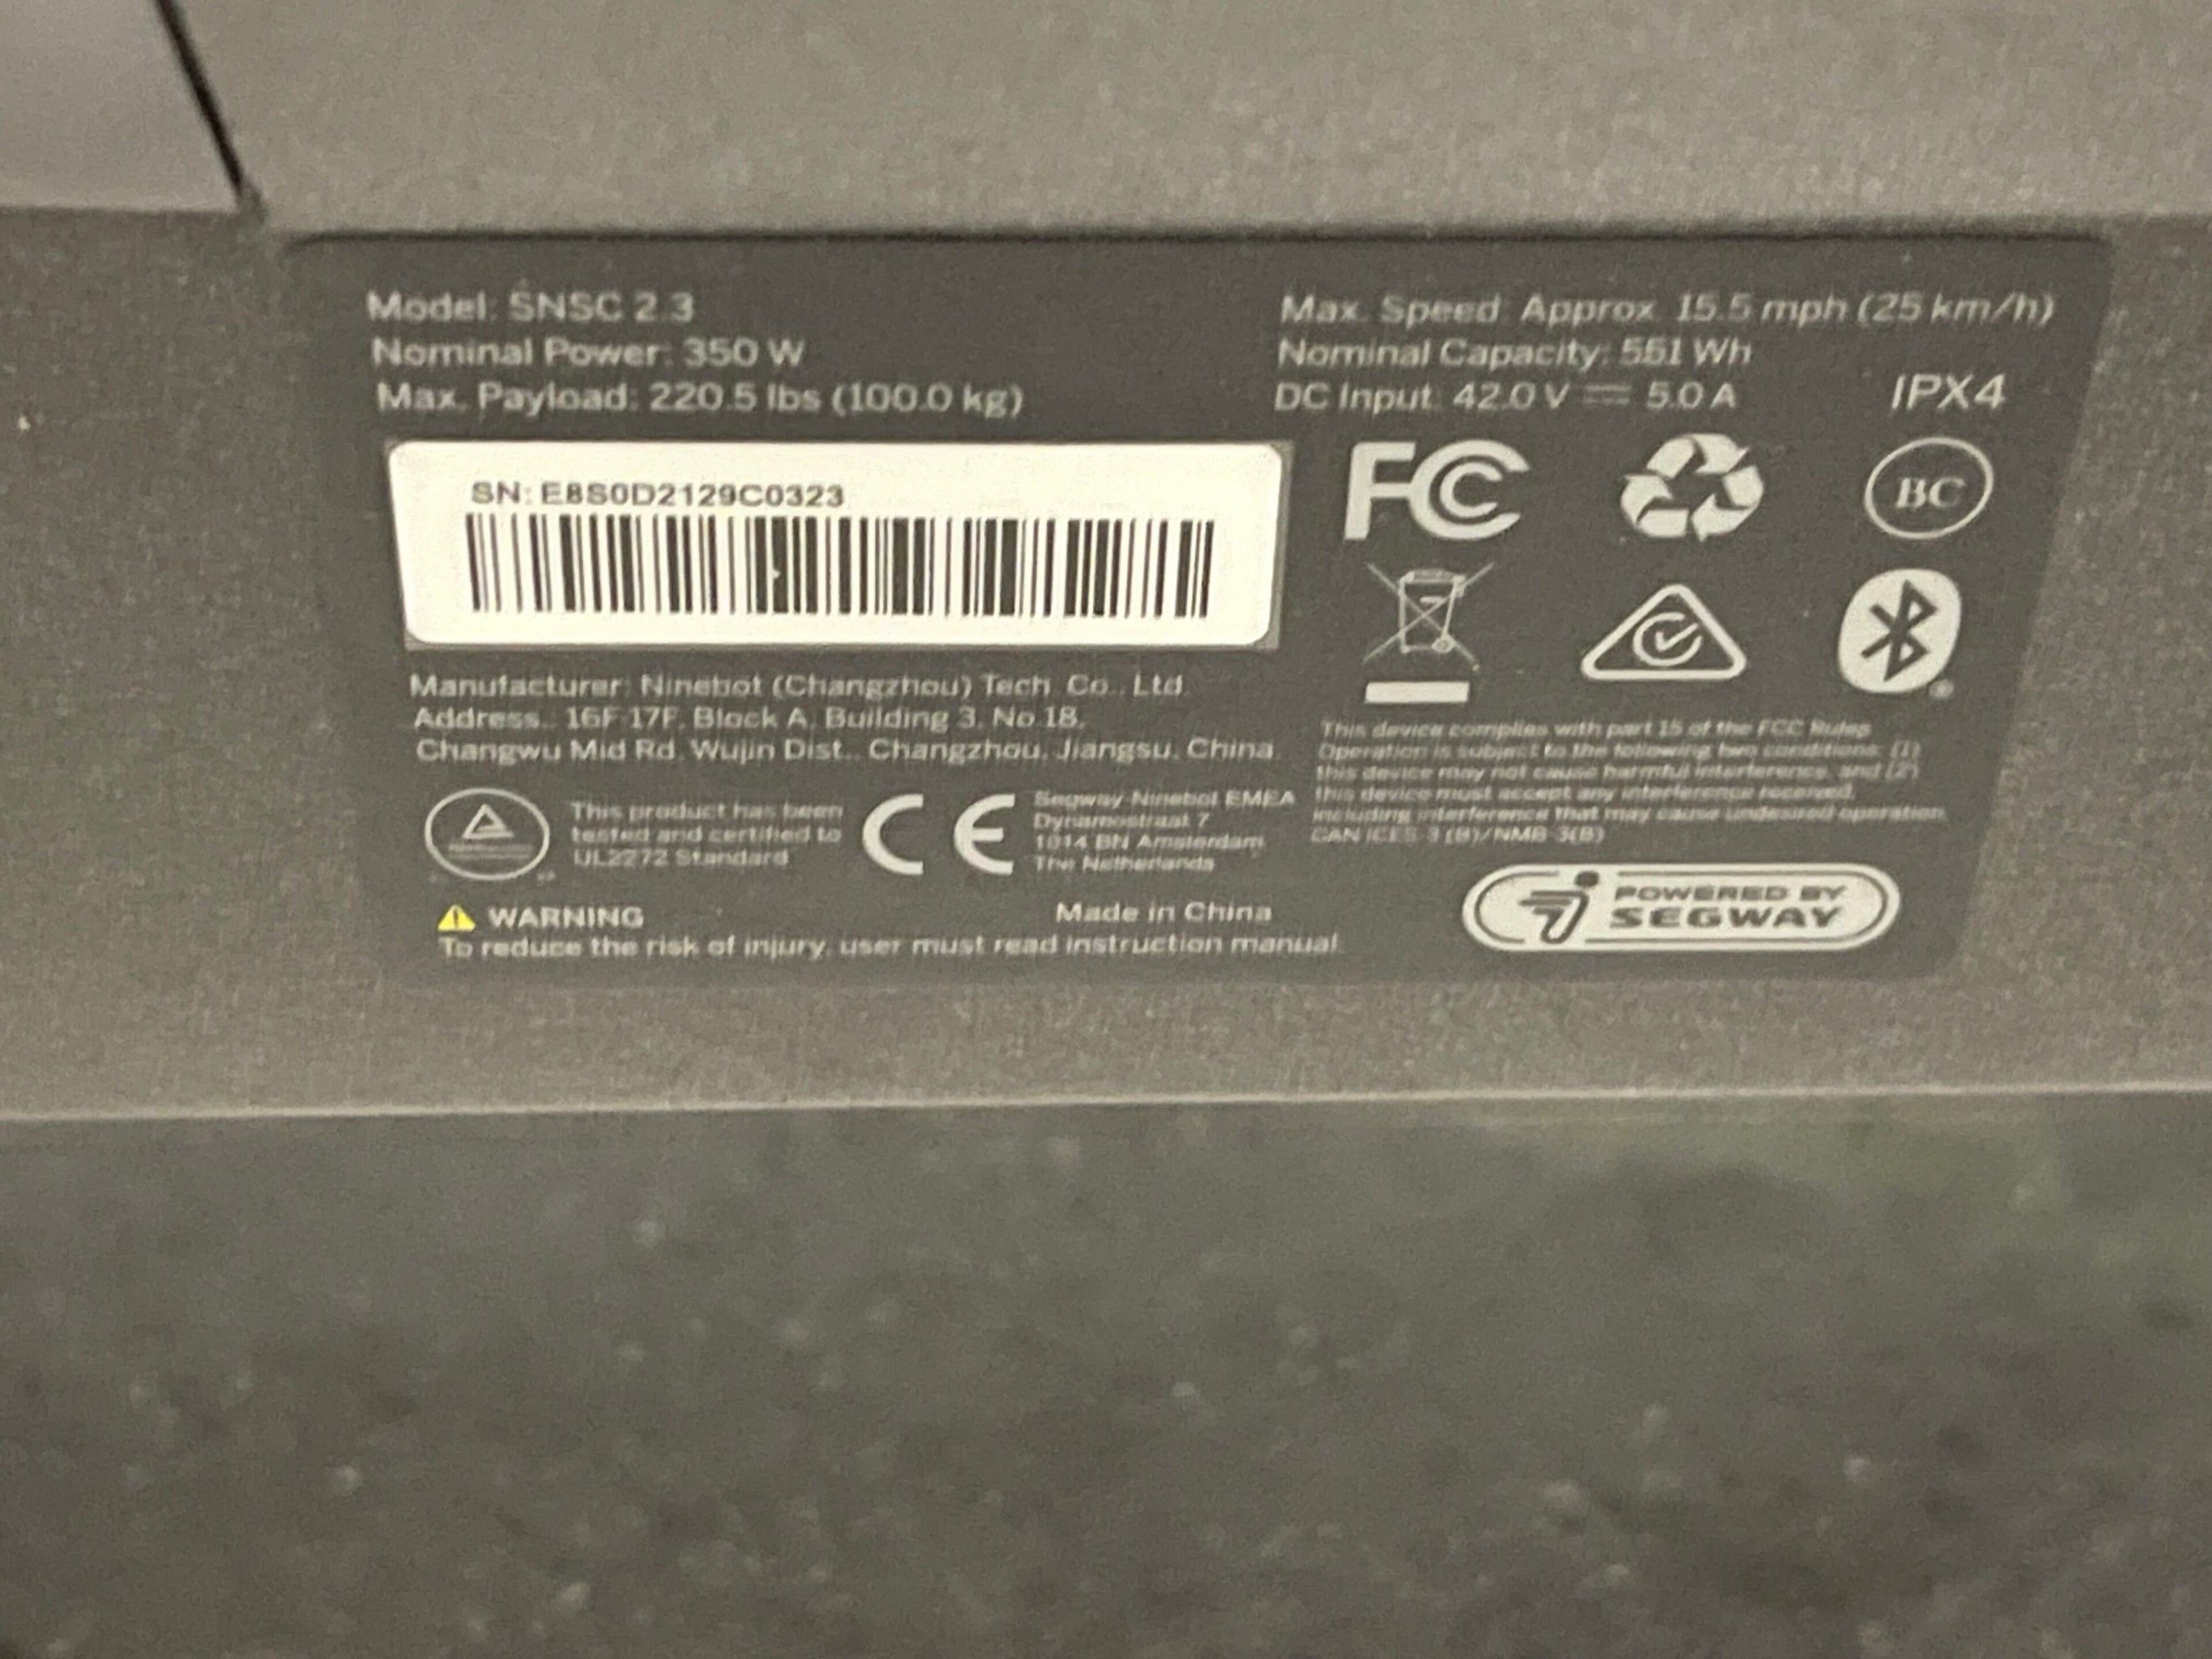 Model: SNSC 2.3
Nominal Power: 350 W
Max. Payload: 220.5 lbs (100.0 kg)
Max. Speed: Approx. 15.5 mph (25 km/h)
Nominal Capacity: 551 Wh
DC Input: 42.0 V ⎓ 5.0 A
IPX4
SN: E8S0D2129C0323
FC
BC
Manufacturer: Ninebot (Changzhou) Tech. Co., Ltd.
Address.: 16F-17F, Block A, Building 3, No.18,
Changwu Mid Rd, Wujin Dist., Changzhou, Jiangsu, China.
This product has been
tested and certified to
UL2272 Standard
CE
Segway-Ninebot EMEA
Dynamostraat 7
1014 BN Amsterdam
The Netherlands
This device complies with part 15 of the FCC Rules.
Operation is subject to the following two conditions: (1)
this device may not cause harmful interference, and (2)
this device must accept any interference received,
including interference that may cause undesired operation.
CAN ICES-3 (B)/NMB-3(B)
WARNING
Made in China
To reduce the risk of injury, user must read instruction manual.
POWERED BY
SEGWAY